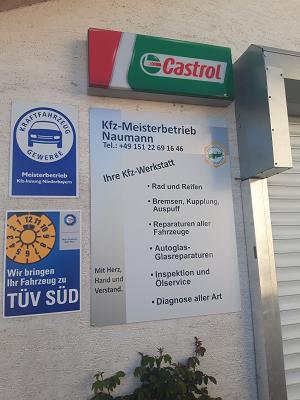 Castrol
KRAFTFAHRZEUG
GEWERBE
Meisterbetrieb
Kfz-Innung Niederbayern
Kfz-Meisterbetrieb
Naumann
Tel.: +49 151 22 69 16 46
Ihre Kfz-Werkstatt
• Rad und Reifen
• Bremsen, Kupplung,
Auspuff
• Reparaturen aller
Fahrzeuge
• Autoglas-
Glasreparaturen
• Inspektion und
Ölservice
• Diagnose aller Art
Mit Herz,
Hand und
Verstand.
12
Wir bringen
Ihr Fahrzeug zu
TÜV SÜD